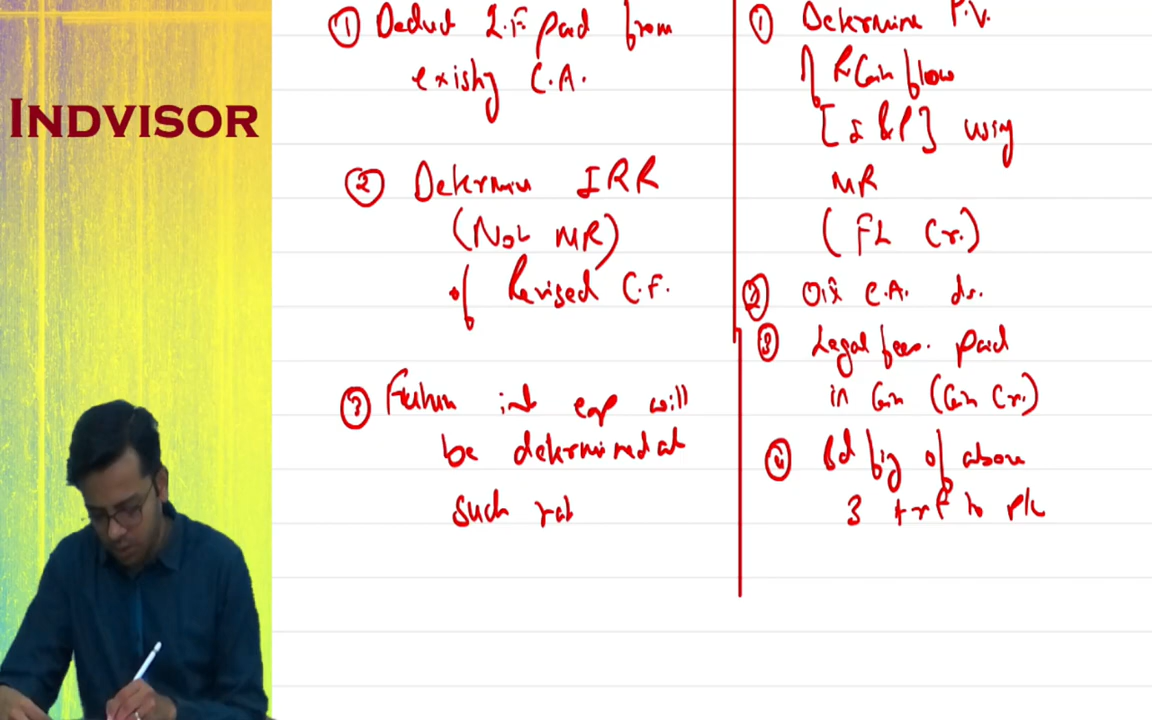 INDVISOR
① Deduct L.F paid from
existing C.A.
② Determine IRR
(Not MR)
of Revised C.F.
③ Future int exp will
be determined at
such rat
① Determine P.V.
of R Cash flow
[I & P] using
MR
( FL Cr.)
② Old C.A. dr.
③ Legal fees. paid
in Cash (Cash Cr.)
④ Bal fig of above
3 trf to P/L